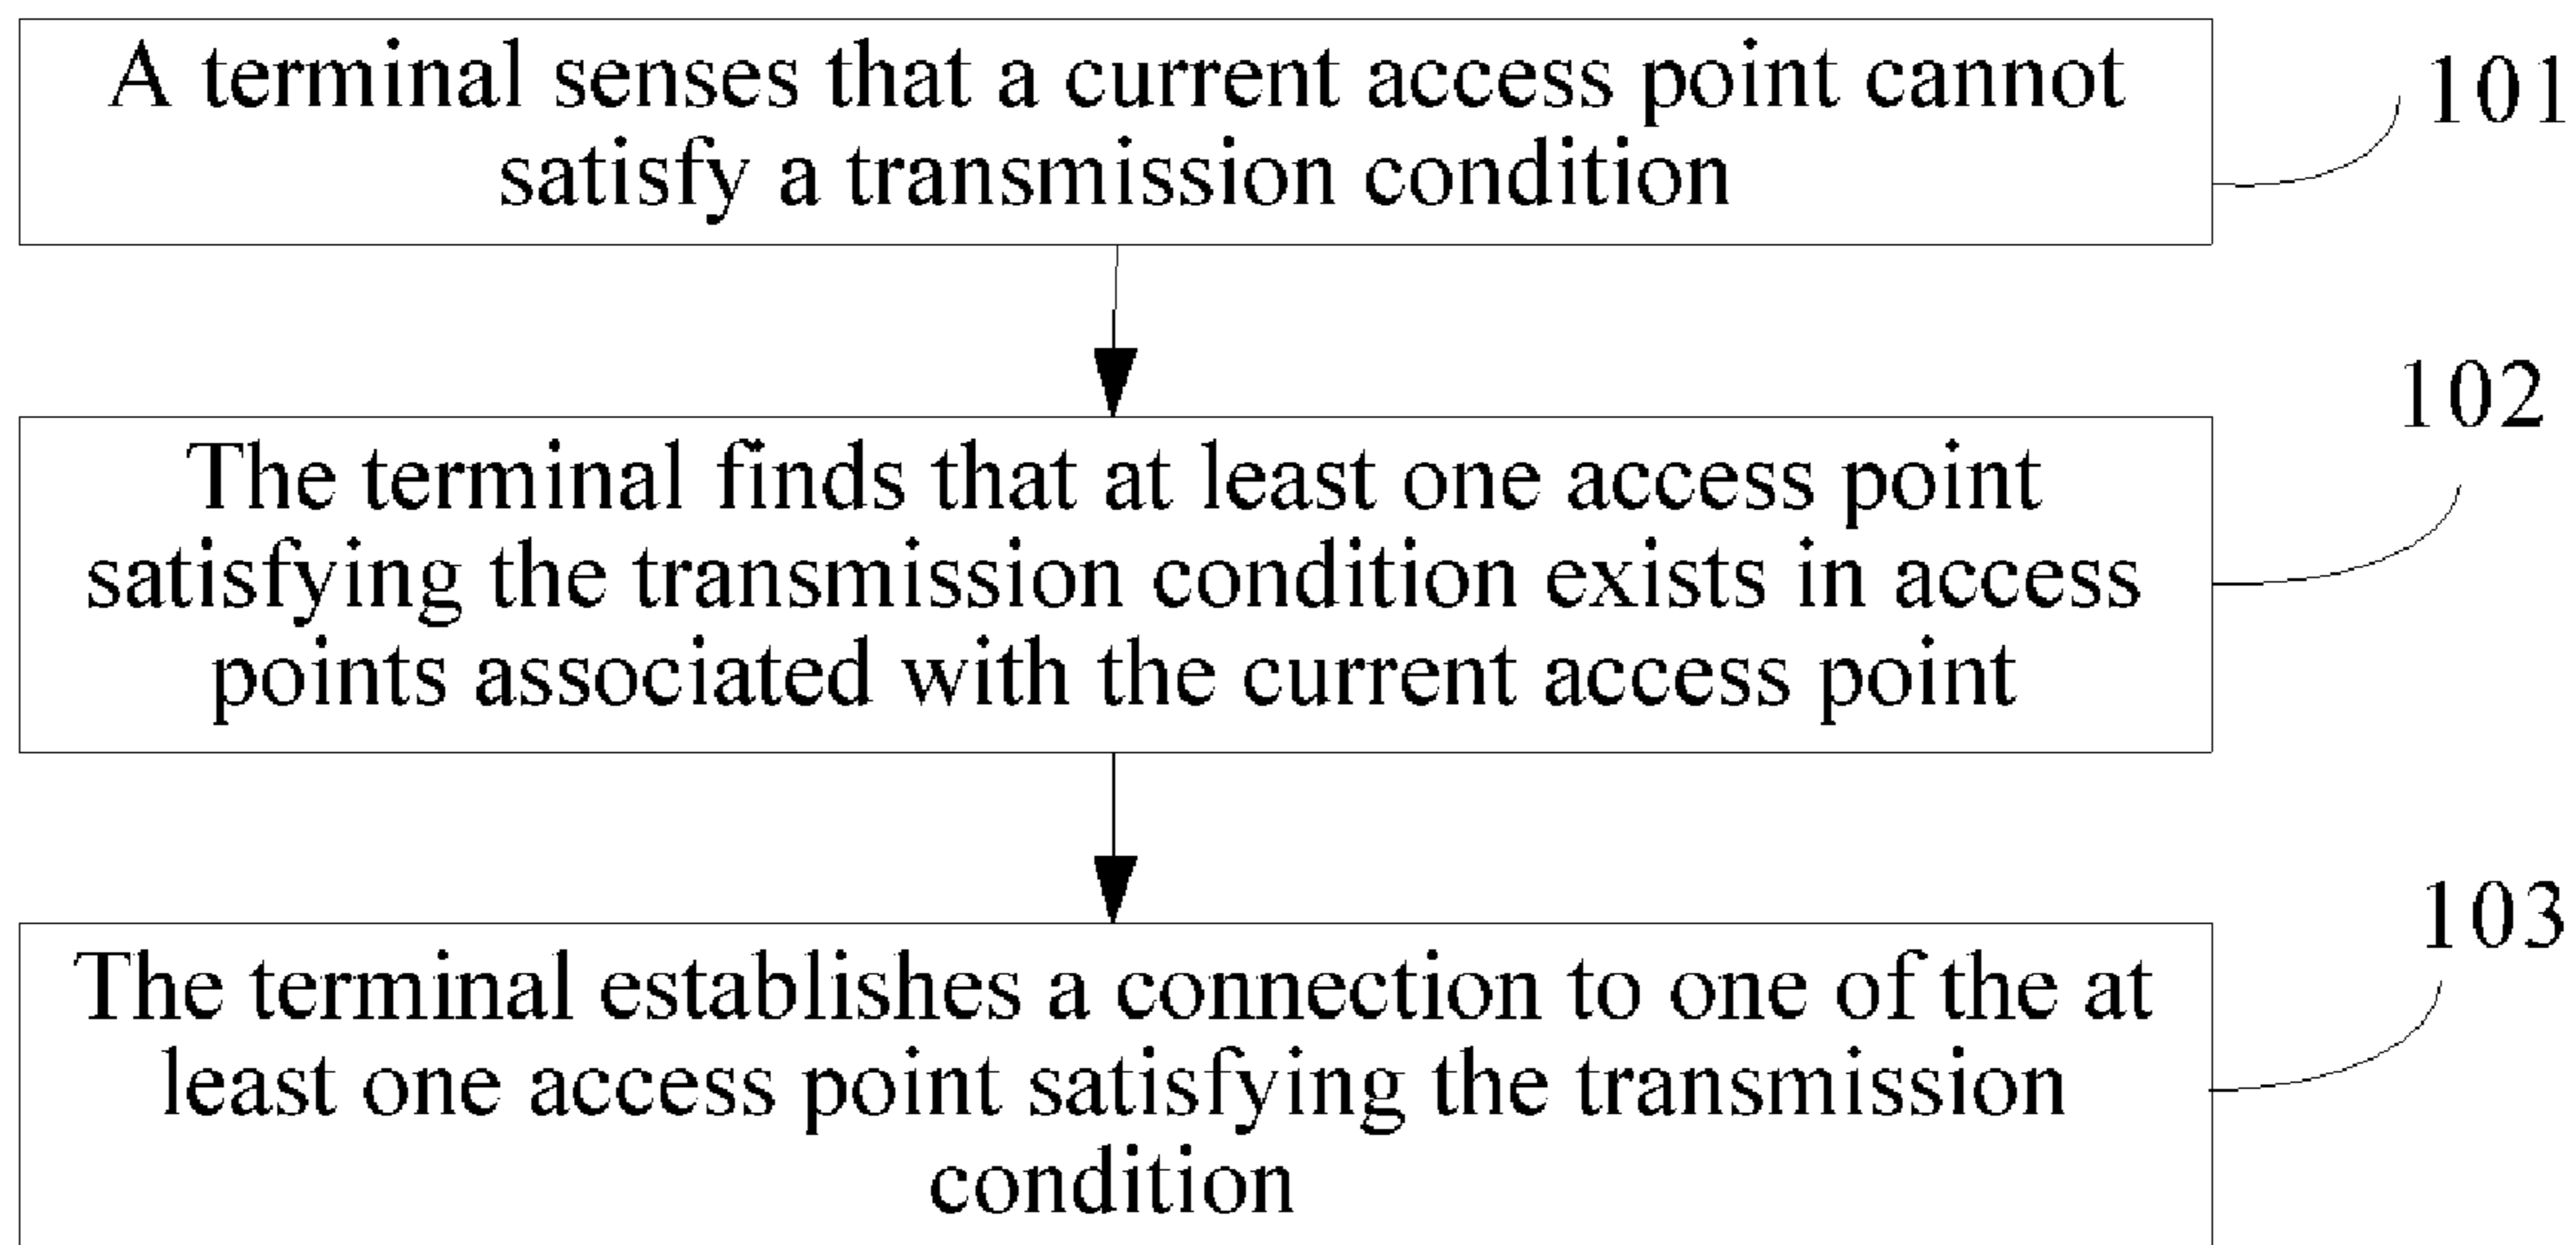 A terminal senses that a current access point cannot
satisfy a transmission condition
101
The terminal finds that at least one access point
satisfying the transmission condition exists in access
points associated with the current access point
102
The terminal establishes a connection to one of the at
least one access point satisfying the transmission
condition
103